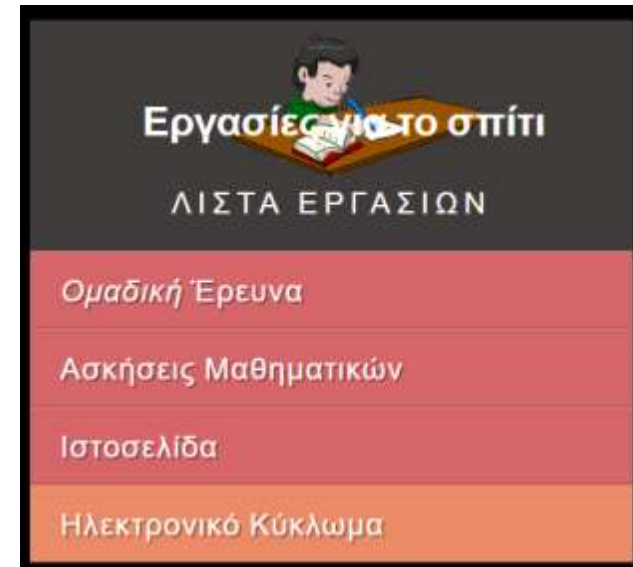 Εργασίες για το σπίτι
ΛΙΣΤΑ ΕΡΓΑΣΙΩΝ
Ομαδική Έρευνα
Ασκήσεις Μαθηματικών
Ιστοσελίδα
Ηλεκτρονικό Κύκλωμα